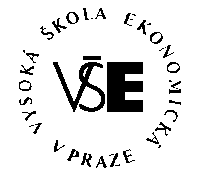 VYSOKÁ ŠKOLA EKONOMICKÁ
V PRAZE
VŠE